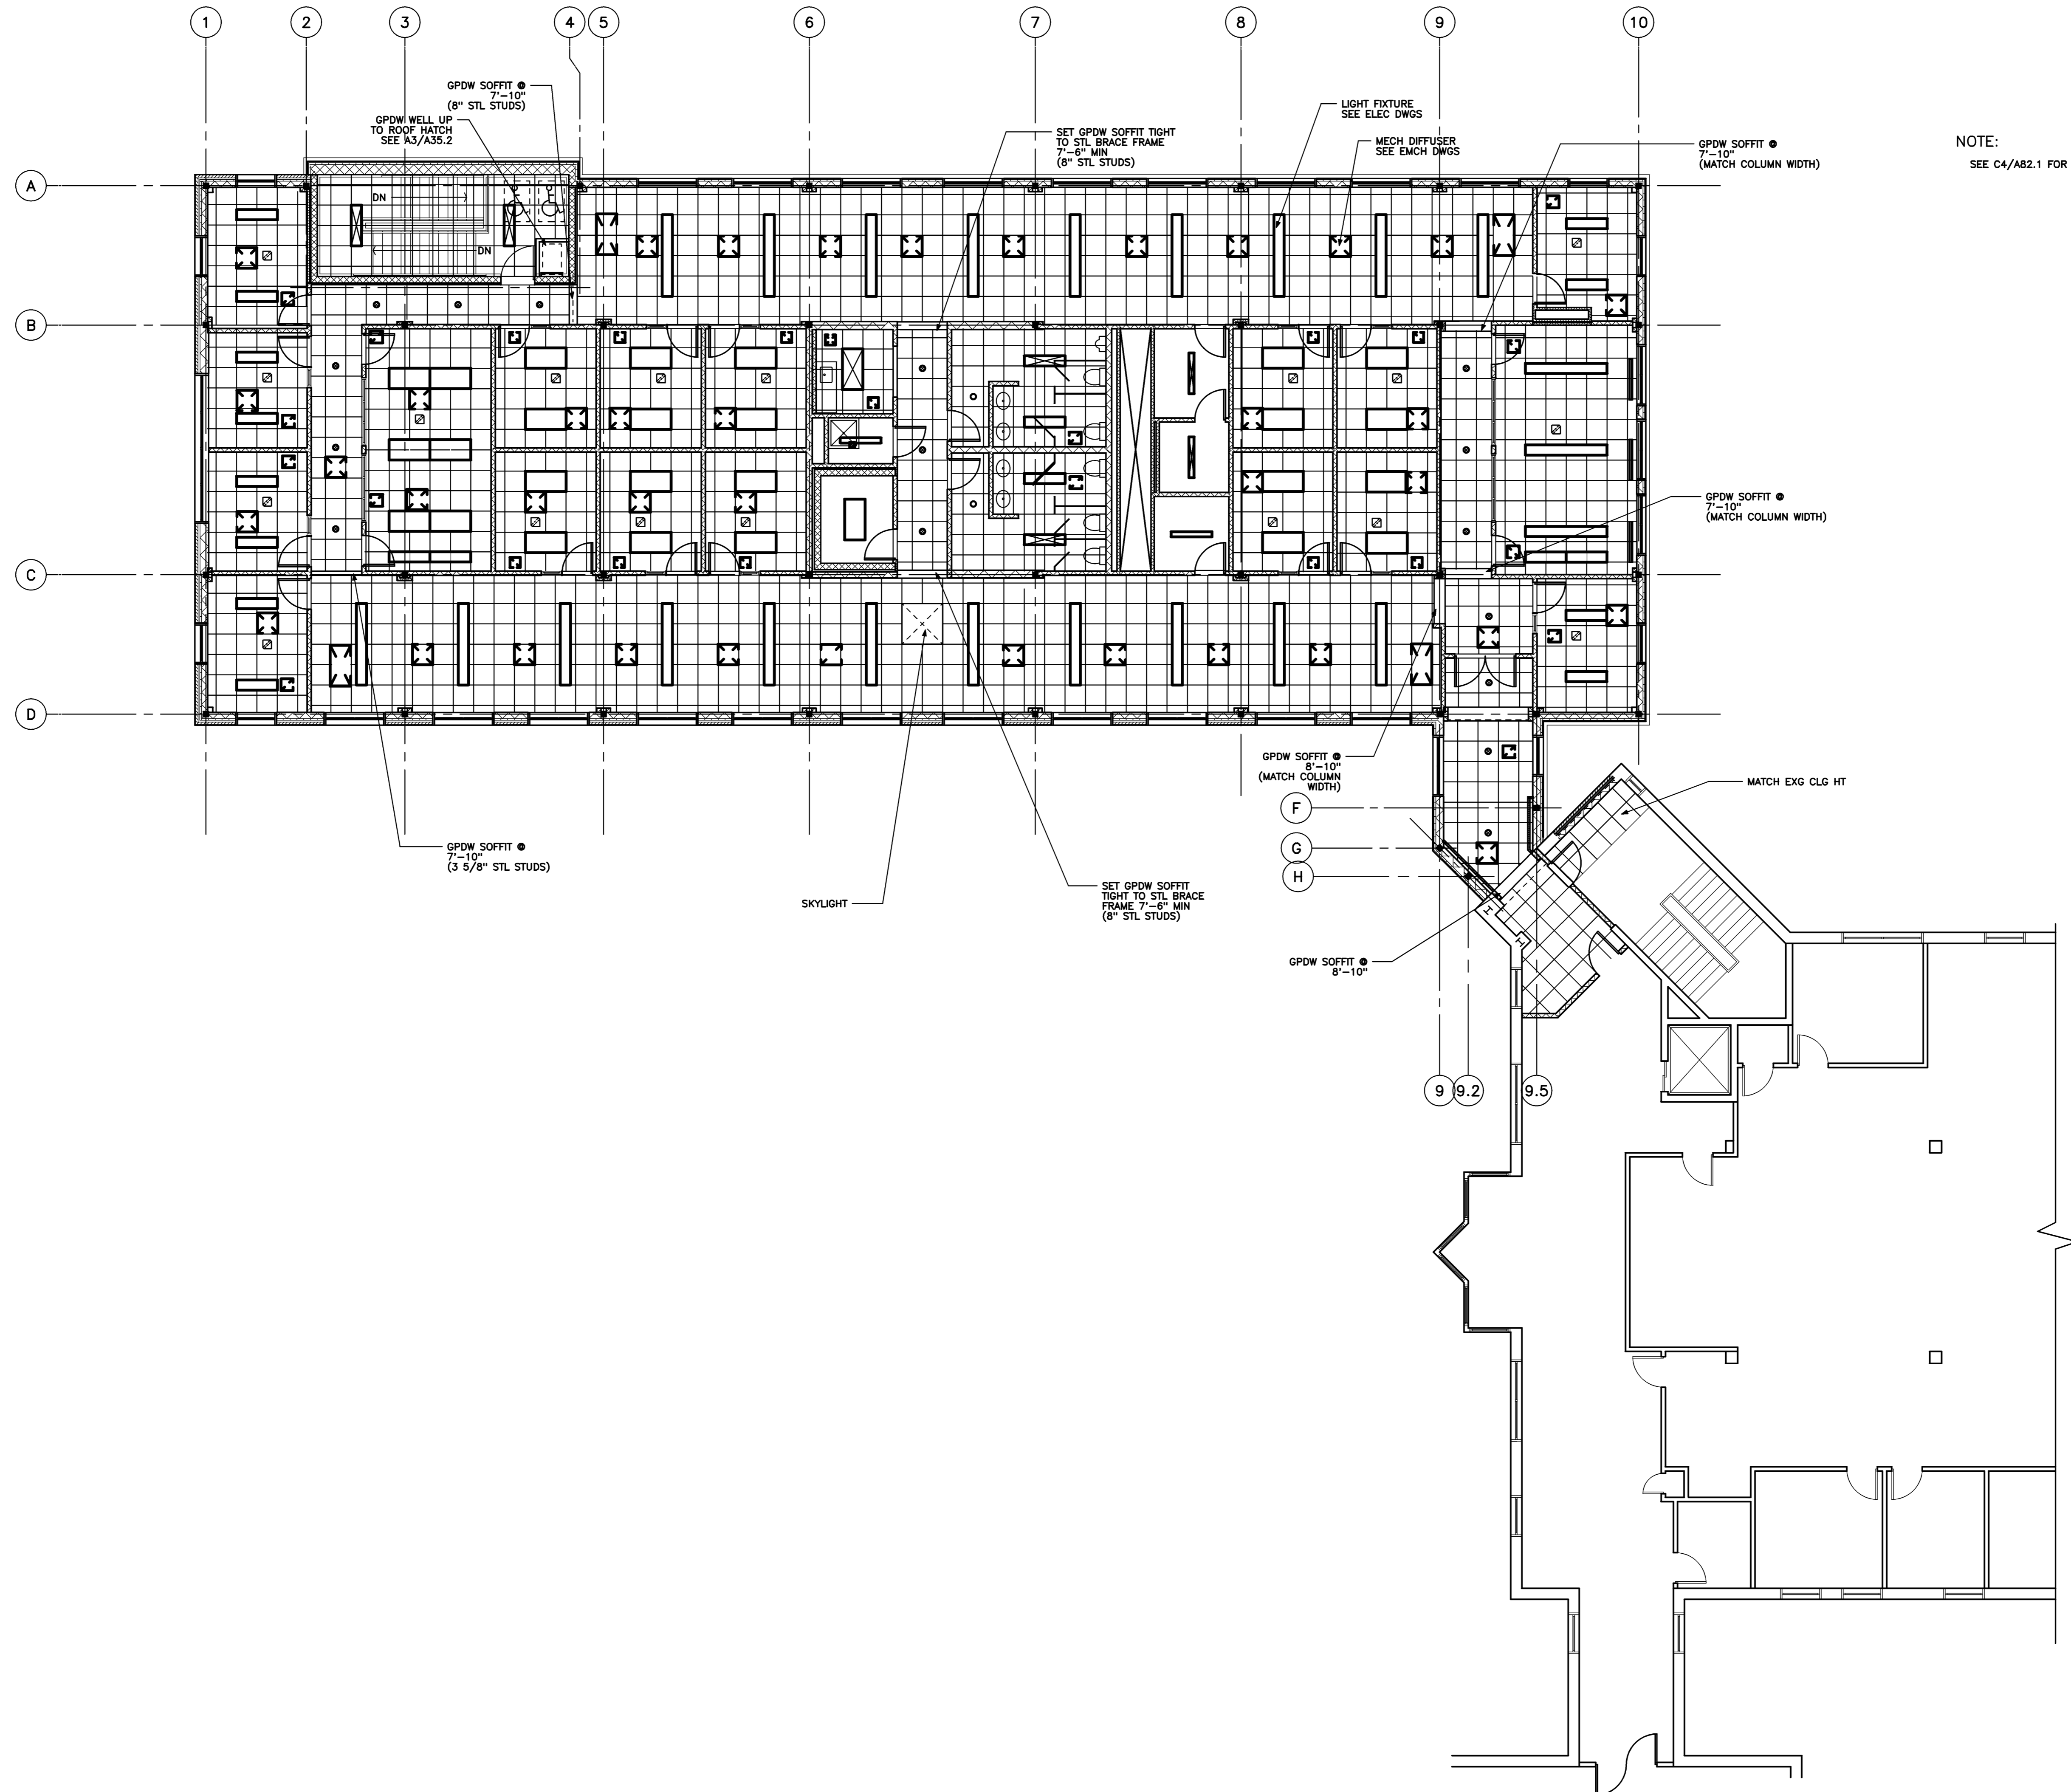 1
2
3
4
5
6
7
8
9
10
GPDW SOFFIT @
7'-10"
(8" STL STUDS)
GPDW WELL UP
TO ROOF HATCH
SEE A3/A35.2
SET GPDW SOFFIT TIGHT
TO STL BRACE FRAME
7'-6" MIN
(8" STL STUDS)
LIGHT FIXTURE
SEE ELEC DWGS
MECH DIFFUSER
SEE EMCH DWGS
GPDW SOFFIT @
7'-10"
(MATCH COLUMN WIDTH)
NOTE:
SEE C4/A82.1 FOR
A
DN
DN
B
GPDW SOFFIT @
7'-10"
(MATCH COLUMN WIDTH)
C
D
GPDW SOFFIT @
8'-10"
(MATCH COLUMN
WIDTH)
MATCH EXG CLG HT
F
G
H
GPDW SOFFIT @
7'-10"
(3 5/8" STL STUDS)
SKYLIGHT
SET GPDW SOFFIT
TIGHT TO STL BRACE
FRAME 7'-6" MIN
(8" STL STUDS)
GPDW SOFFIT @
8'-10"
9
9.2
9.5